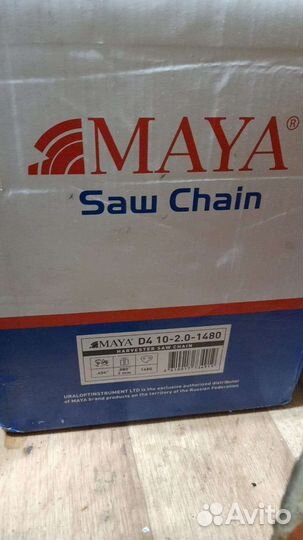 MAYA®
Saw Chain
MAYA® D4 10-2.0-1480
HARVESTER SAW CHAIN
.404" .080" 2 mm 1480
URALOPTINSTRUMENT LTD is the exclusive authorized distributor
of MAYA brand products on the territory of the Russian Federation
Avito